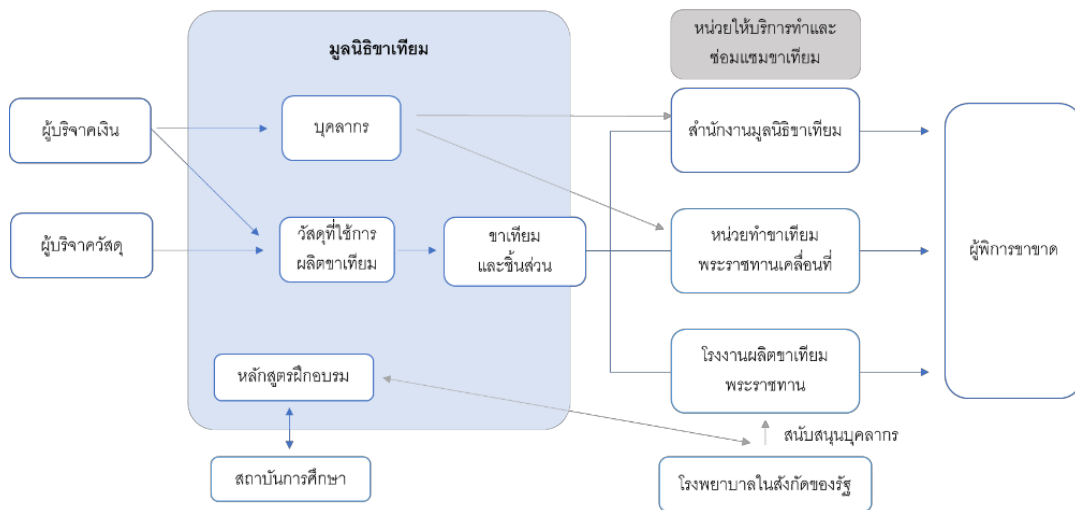 มูลนิธิขาเทียม
หน่วยให้บริการทำและ
ซ่อมแซมขาเทียม
ผู้บริจาคเงิน
บุคลากร
สำนักงานมูลนิธิขาเทียม
ผู้บริจาควัสดุ
วัสดุที่ใช้การ
ผลิตขาเทียม
ขาเทียม
และชิ้นส่วน
หน่วยทำขาเทียม
พระราชทานเคลื่อนที่
ผู้พิการขาขาด
หลักสูตรฝึกอบรม
โรงงานผลิตขาเทียม
พระราชทาน
สนับสนุนบุคลากร
สถาบันการศึกษา
โรงพยาบาลในสังกัดของรัฐ